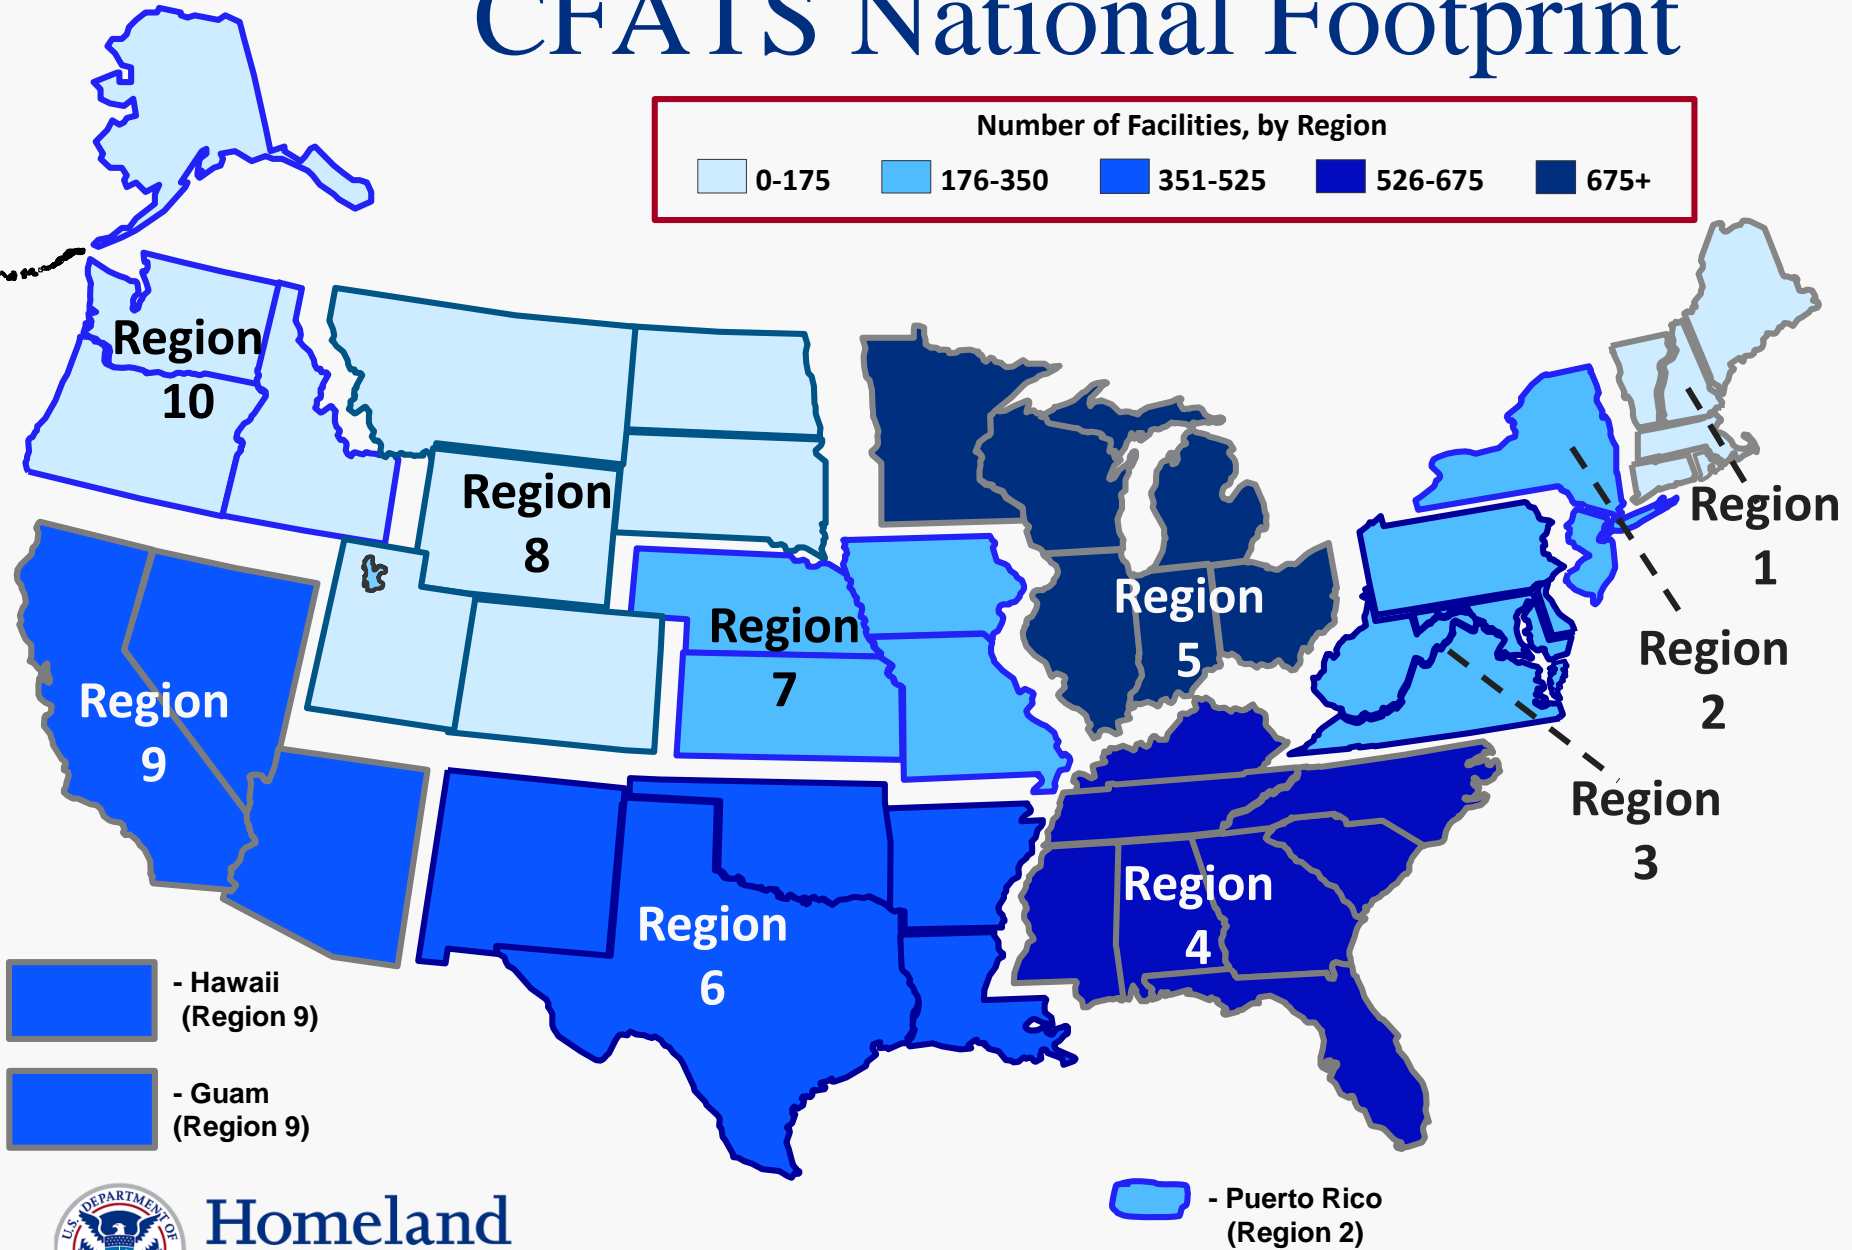 CFATS National Footprint
Number of Facilities, by Region
0-175
176-350
351-525
526-675
675+
Region
10
Region
8
Region
1
Region
5
Region
7
Region
2
Region
9
Region
3
Region
4
Region
6
- Hawaii
(Region 9)
- Guam
(Region 9)
- Puerto Rico
(Region 2)
U.S. DEPARTMENT OF
Homeland